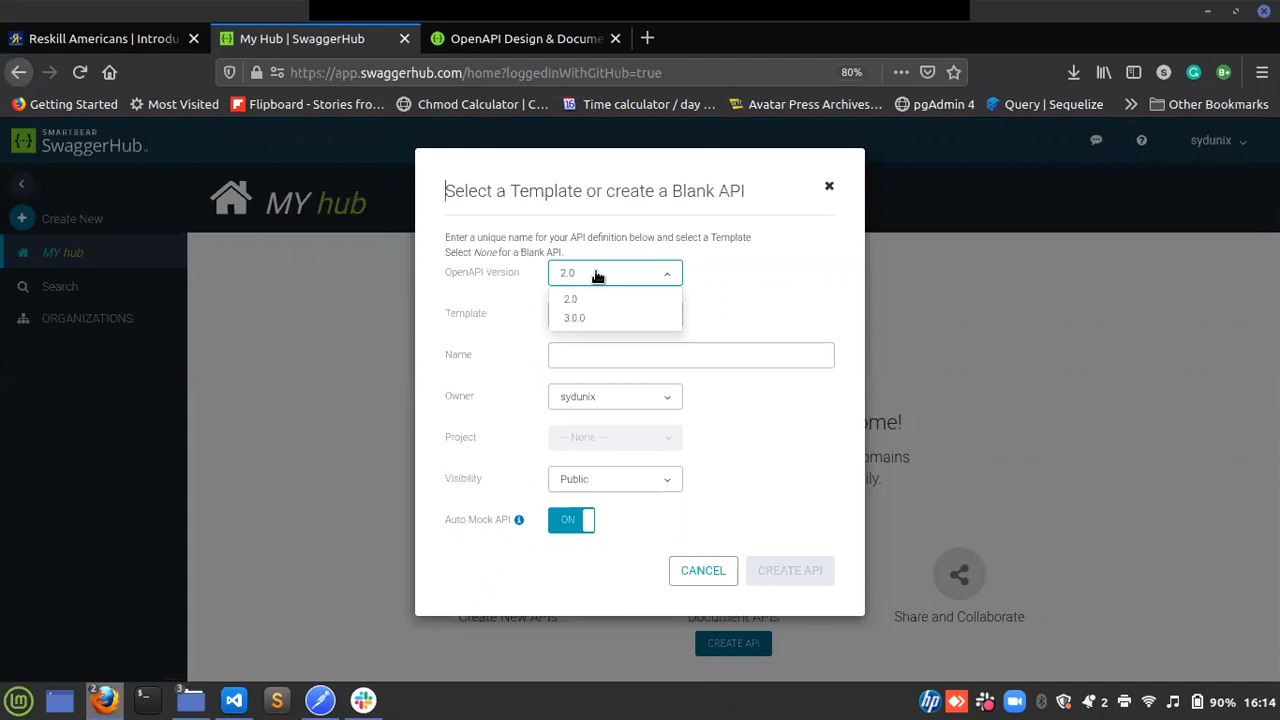 Reskill Americans | Introdu
My Hub | SwaggerHub
OpenAPI Design & Docume
https://app.swaggerhub.com/home?loggedInWithGitHub=true
80%
Getting Started
Most Visited
Flipboard - Stories from...
Chmod Calculator | C...
Time calculator / day ...
Avatar Press Archives...
pgAdmin 4
Query | Sequelize
Other Bookmarks
SMARTBEAR
SwaggerHub
sydunix
Create New
MY hub
Search
ORGANIZATIONS
MY hub
Select a Template or create a Blank API
Enter a unique name for your API definition below and select a Template
Select None for a Blank API.
OpenAPI Version
2.0
2.0
3.0.0
Template
Name
Owner
sydunix
Project
--- None ---
Visibility
Public
Auto Mock API
ON
CANCEL
CREATE API
ome!
omains
ily.
Create New APIs
Document APIs
CREATE API
Share and Collaborate
2
3
2
90%
16:14